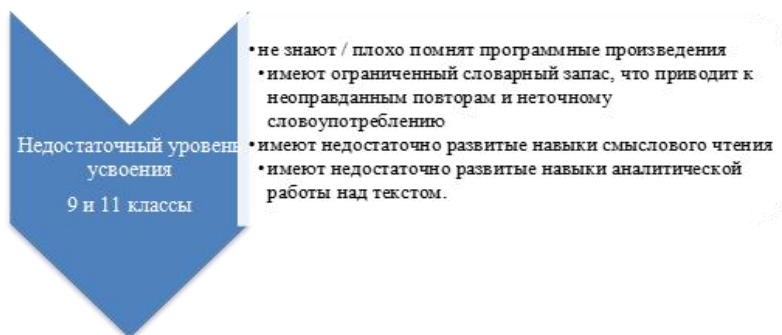 Недостаточный уровень
усвоения
9 и 11 классы
•не знают / плохо помнят программные произведения
•имеют ограниченный словарный запас, что приводит к
неоправданным повторам и неточному
словоупотреблению
•имеют недостаточно развитые навыки смыслового чтения
•имеют недостаточно развитые навыки аналитической
работы над текстом.